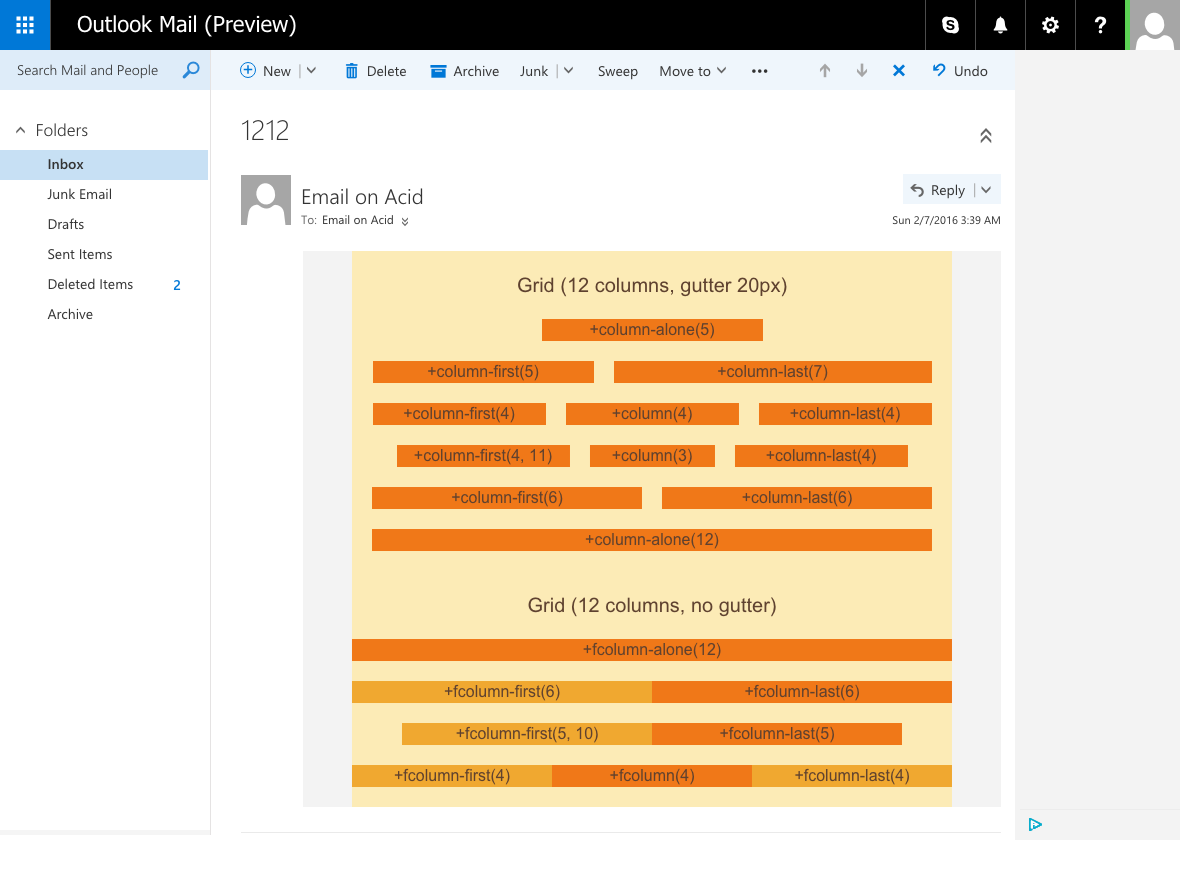 Outlook Mail (Preview)
?
Search Mail and People
New
Delete
Archive
Junk
Sweep
Move to
Undo
Folders
Inbox
Junk Email
Drafts
Sent Items
Deleted Items 2
Archive
1212
Email on Acid
To: Email on Acid
Reply
Sun 2/7/2016 3:39 AM
Grid (12 columns, gutter 20px)
+column-alone(5)
+column-first(5) +column-last(7)
+column-first(4) +column(4) +column-last(4)
+column-first(4, 11) +column(3) +column-last(4)
+column-first(6) +column-last(6)
+column-alone(12)
Grid (12 columns, no gutter)
+fcolumn-alone(12)
+fcolumn-first(6) +fcolumn-last(6)
+fcolumn-first(5, 10) +fcolumn-last(5)
+fcolumn-first(4) +fcolumn(4) +fcolumn-last(4)